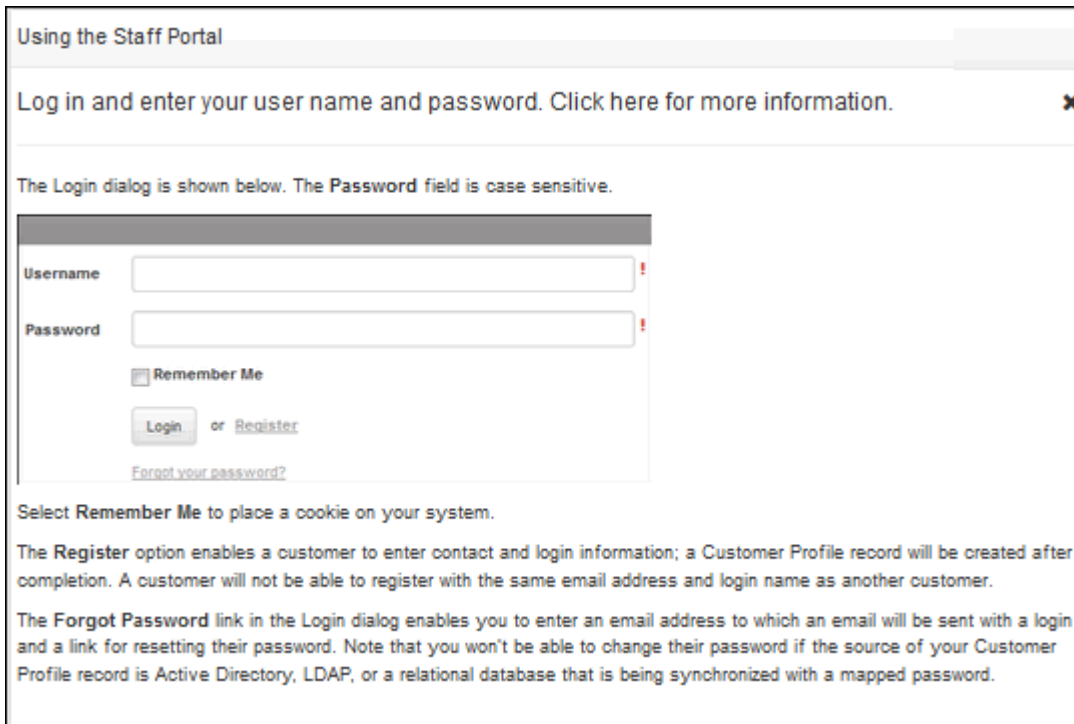 Using the Staff Portal
Log in and enter your user name and password. Click here for more information.
The Login dialog is shown below. The Password field is case sensitive.
Username !
Password !
Remember Me
Login or Register
Forgot your password?
Select Remember Me to place a cookie on your system.
The Register option enables a customer to enter contact and login information; a Customer Profile record will be created after
completion. A customer will not be able to register with the same email address and login name as another customer.
The Forgot Password link in the Login dialog enables you to enter an email address to which an email will be sent with a login
and a link for resetting their password. Note that you won't be able to change their password if the source of your Customer
Profile record is Active Directory, LDAP, or a relational database that is being synchronized with a mapped password.